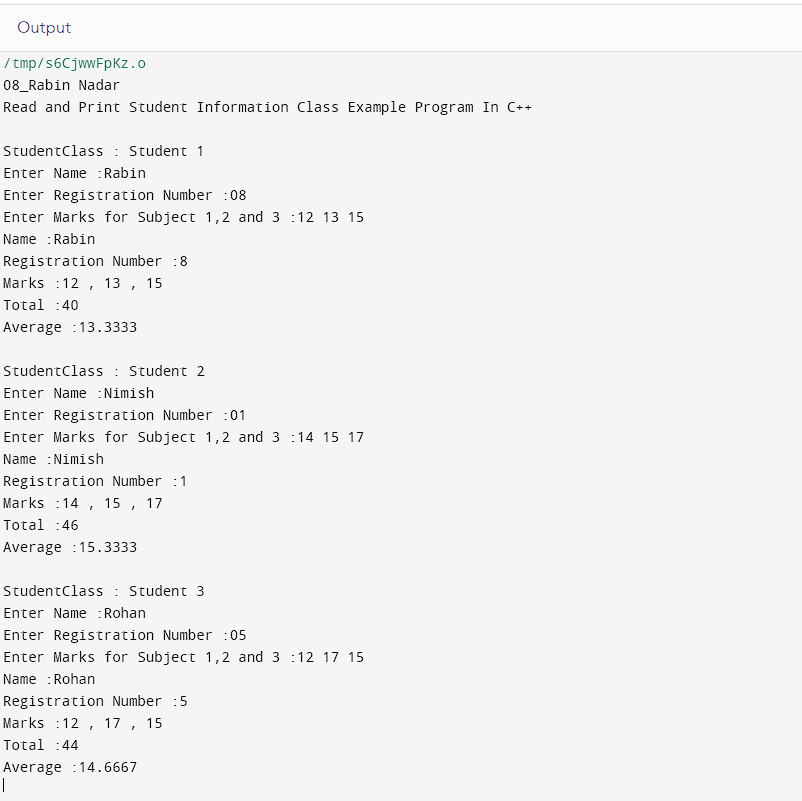 Output
/tmp/s6CjwwFpKz.o
08_Rabin Nadar
Read and Print Student Information Class Example Program In C++
StudentClass : Student 1
Enter Name :Rabin
Enter Registration Number :08
Enter Marks for Subject 1,2 and 3 :12 13 15
Name :Rabin
Registration Number :8
Marks :12 , 13 , 15
Total :40
Average :13.3333
StudentClass : Student 2
Enter Name :Nimish
Enter Registration Number :01
Enter Marks for Subject 1,2 and 3 :14 15 17
Name :Nimish
Registration Number :1
Marks :14 , 15 , 17
Total :46
Average :15.3333
StudentClass : Student 3
Enter Name :Rohan
Enter Registration Number :05
Enter Marks for Subject 1,2 and 3 :12 17 15
Name :Rohan
Registration Number :5
Marks :12 , 17 , 15
Total :44
Average :14.6667